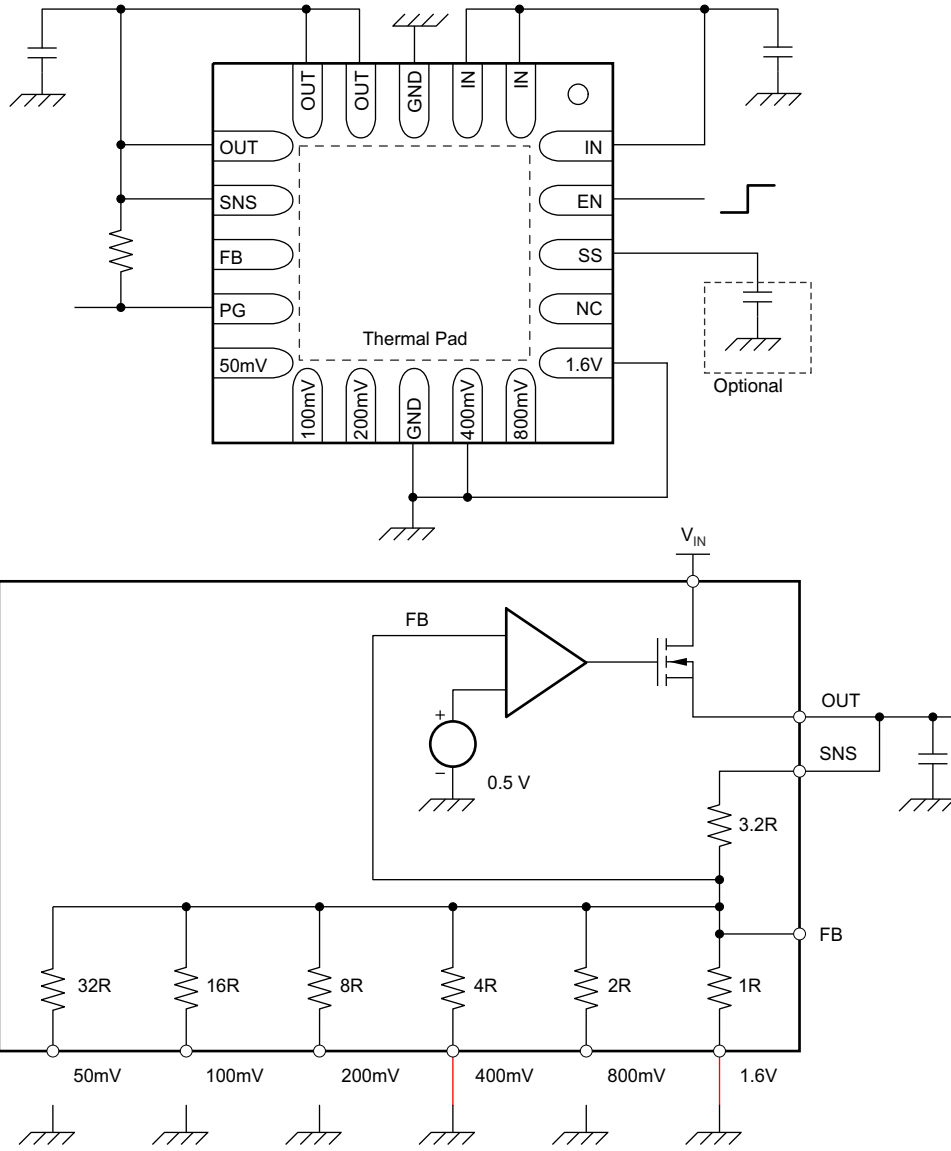 OUT
OUT
GND
IN
IN
OUT
SNS
FB
PG
50mV
IN
EN
SS
NC
1.6V
Thermal Pad
100mV
200mV
GND
400mV
800mV
Optional
VIN
FB
OUT
SNS
+
−
0.5 V
3.2R
FB
32R
16R
8R
4R
2R
1R
50mV
100mV
200mV
400mV
800mV
1.6V